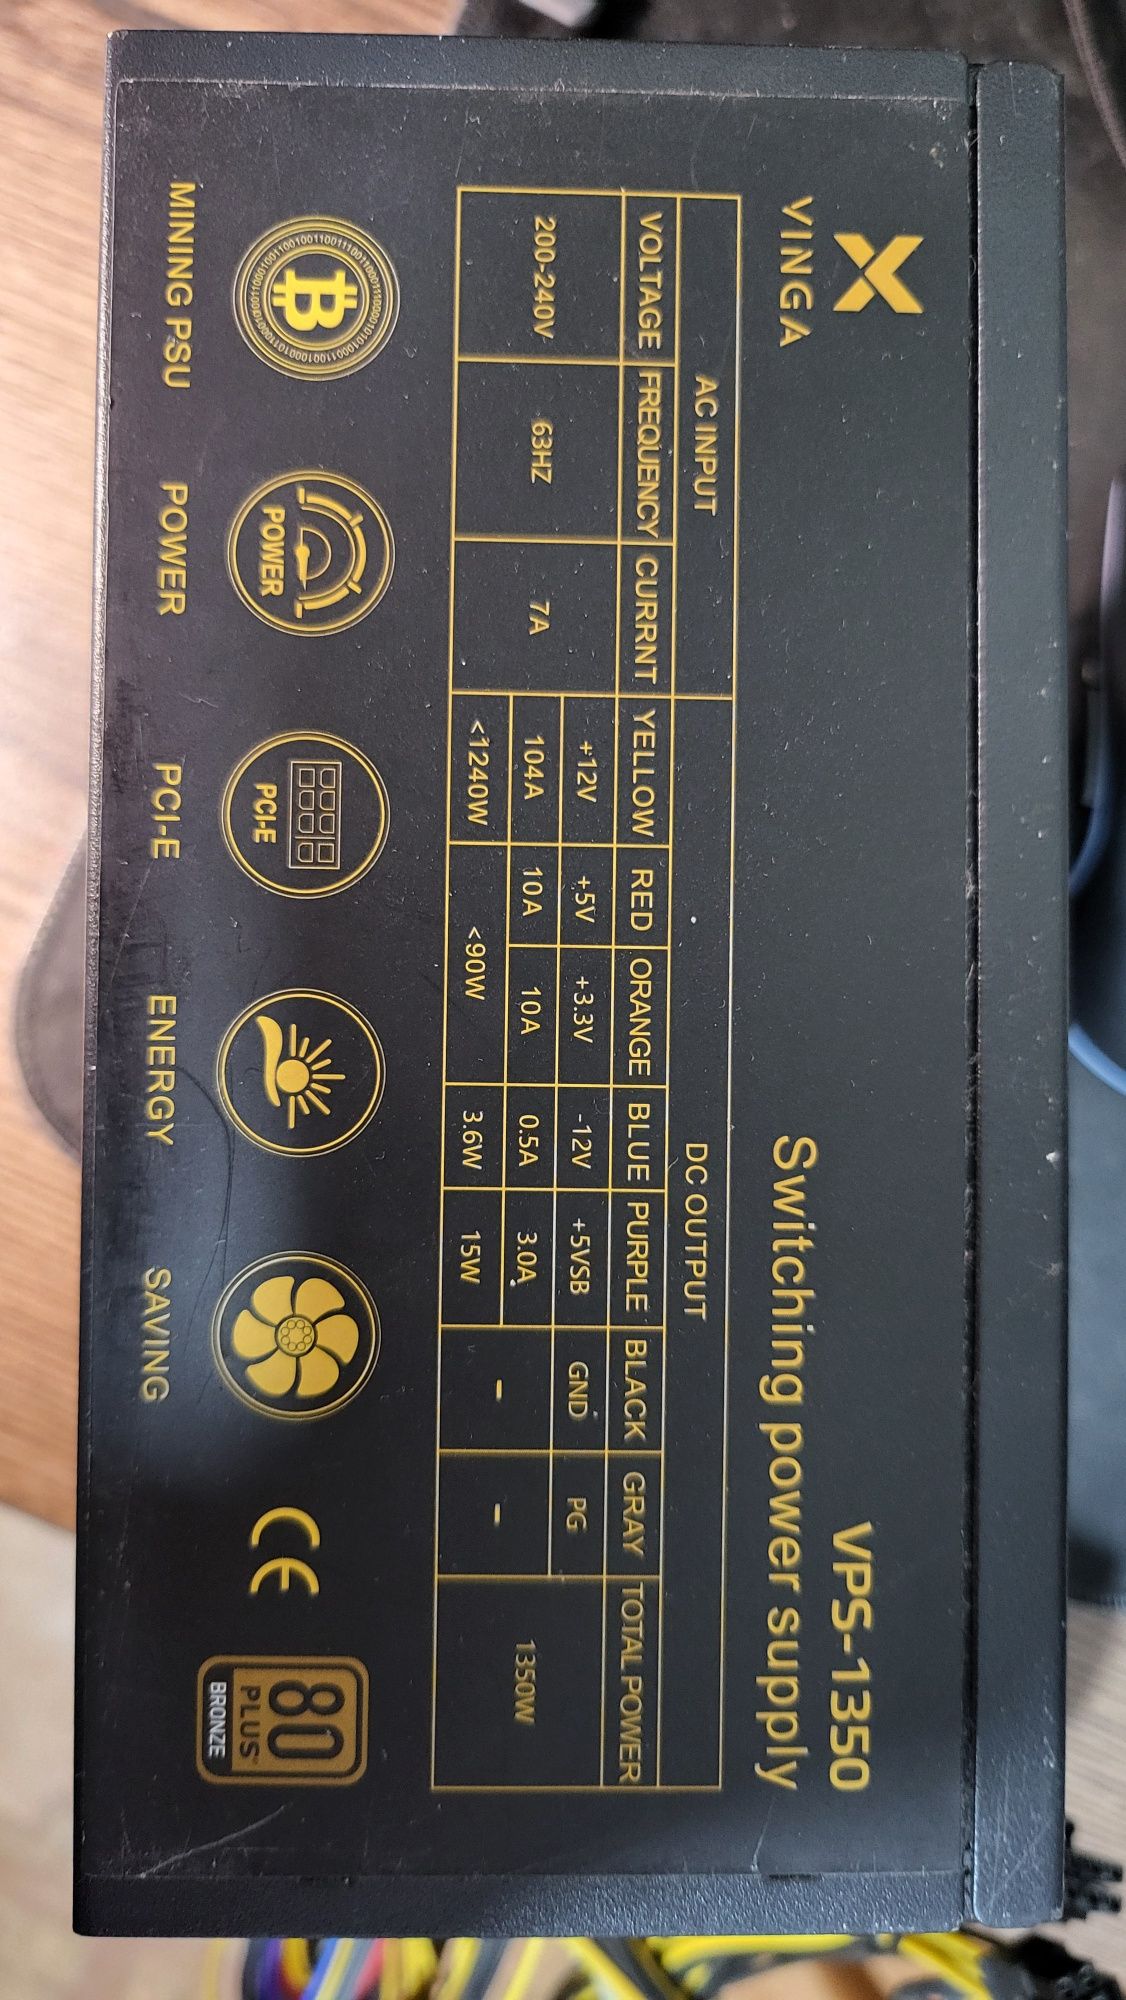 VINGA
VPS-1350
Switching power supply
AC INPUT DC OUTPUT
VOLTAGE FREQUENCY CURRNT YELLOW RED ORANGE BLUE PURPLE BLACK GRAY TOTAL POWER
200-240V 63HZ 7A +12V +5V +3.3V -12V +5VSB GND PG 1350W
104A 10A 10A 0.5A 3.0A - -
<1240W <90W 3.6W 15W
POWER
PCI-E
MINING PSU POWER PCI-E ENERGY SAVING
CE
80
PLUS®
BRONZE